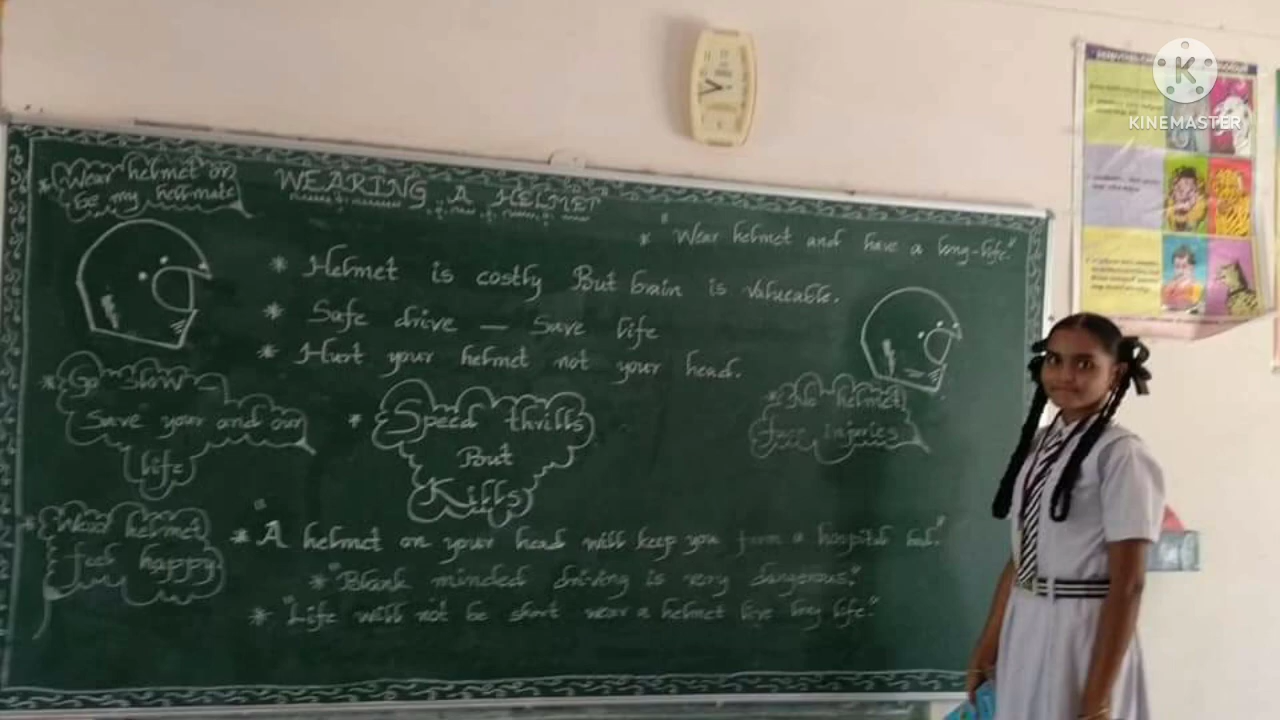 * Wear helmet or
be my hell-mate
WEARING A HELMET
* "Wear helmet and have a long-life."
* Helmet is costly But brain is valueable.
* Safe drive — Save life
* Hurt your helmet not your head.
* Go slow
"Save" your and our
life
* Speed thrills
But
Kills
* No helmet
face injuries
* Wear helmet
feel happy
* "A helmet on your head will keep you from a hospital bed."
* "Blank minded driving is very dangerous."
* "Life will not be short wear a helmet live long life."
KINEMASTER